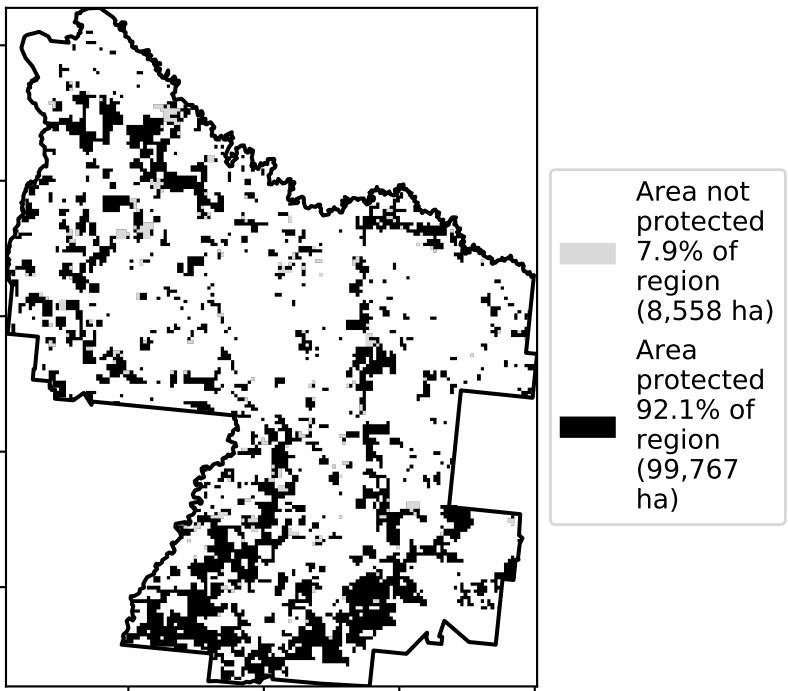 Area not
protected
7.9% of
region
(8,558 ha)
Area
protected
92.1% of
region
(99,767
ha)